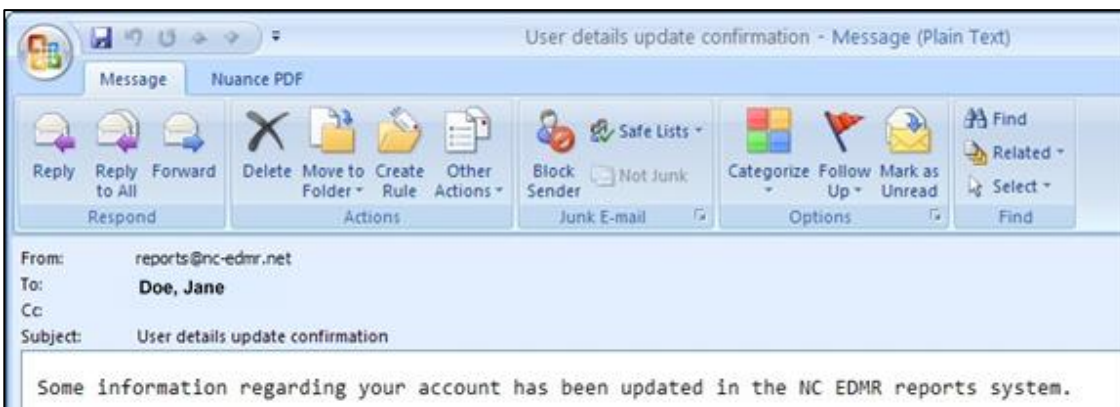 User details update confirmation - Message (Plain Text)
Message Nuance PDF
Reply Reply to All Forward Delete Move to Folder Create Rule Other Actions Block Sender Safe Lists Not Junk Categorize Follow Up Mark as Unread Find Related Select
Respond Actions Junk E-mail Options Find
From: reports@nc-edmr.net
To: Doe, Jane
Cc:
Subject: User details update confirmation
Some information regarding your account has been updated in the NC EDMR reports system.